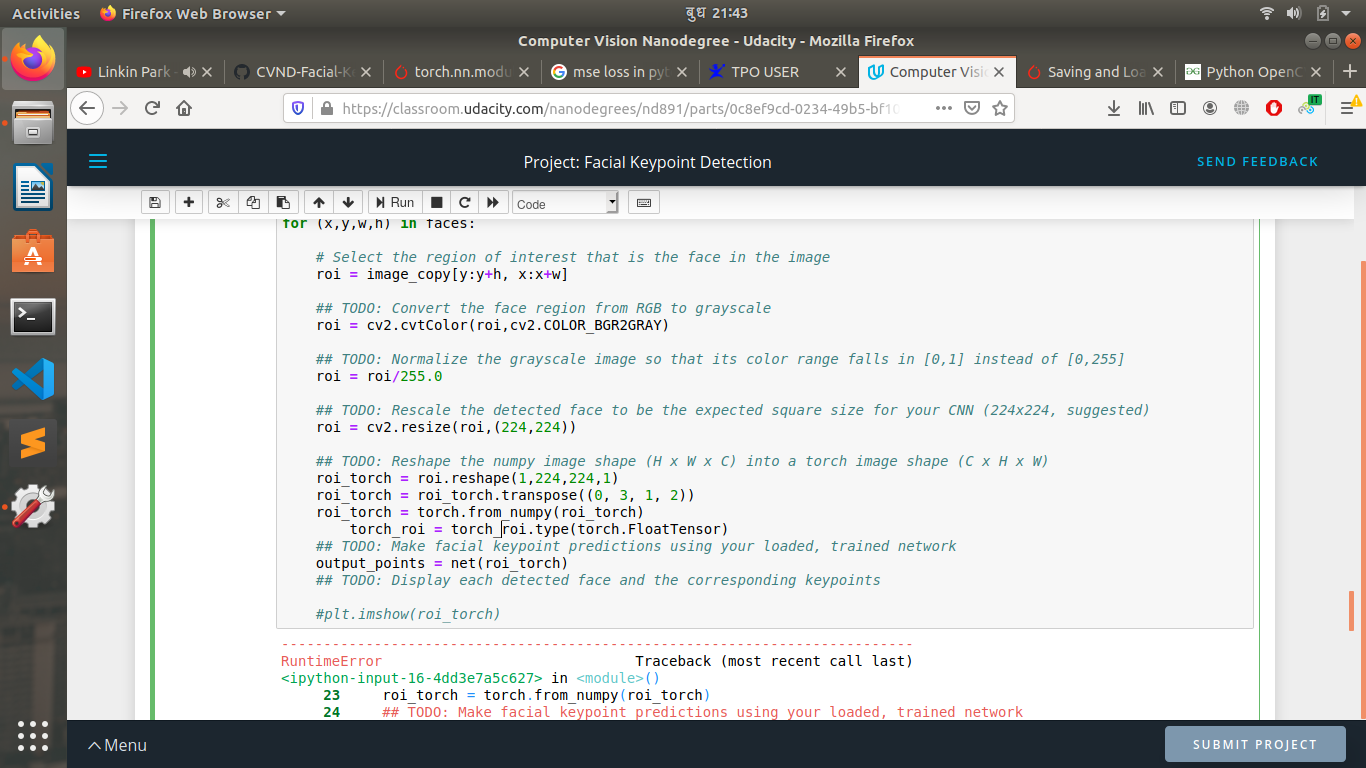 Activities
Firefox Web Browser
बुध 21:43
Computer Vision Nanodegree - Udacity - Mozilla Firefox
Linkin Park -
CVND-Facial-K
torch.nn.modu
mse loss in pyt
TPO USER
Computer Visi
Saving and Loa
Python OpenC
https://classroom.udacity.com/nanodegrees/nd891/parts/0c8ef9cd-0234-49b5-bf10
IT
Project: Facial Keypoint Detection
SEND FEEDBACK
Run
Code
for (x,y,w,h) in faces:
# Select the region of interest that is the face in the image
roi = image_copy[y:y+h, x:x+w]
## TODO: Convert the face region from RGB to grayscale
roi = cv2.cvtColor(roi,cv2.COLOR_BGR2GRAY)
## TODO: Normalize the grayscale image so that its color range falls in [0,1] instead of [0,255]
roi = roi/255.0
## TODO: Rescale the detected face to be the expected square size for your CNN (224x224, suggested)
roi = cv2.resize(roi,(224,224))
## TODO: Reshape the numpy image shape (H x W x C) into a torch image shape (C x H x W)
roi_torch = roi.reshape(1,224,224,1)
roi_torch = roi_torch.transpose((0, 3, 1, 2))
roi_torch = torch.from_numpy(roi_torch)
torch_roi = torch_roi.type(torch.FloatTensor)
## TODO: Make facial keypoint predictions using your loaded, trained network
output_points = net(roi_torch)
## TODO: Display each detected face and the corresponding keypoints
#plt.imshow(roi_torch)
---------------------------------------------------------------------------
RuntimeError Traceback (most recent call last)
<ipython-input-16-4dd3e7a5c627> in <module>()
23 roi_torch = torch.from_numpy(roi_torch)
24 ## TODO: Make facial keypoint predictions using your loaded, trained network
Menu
SUBMIT PROJECT